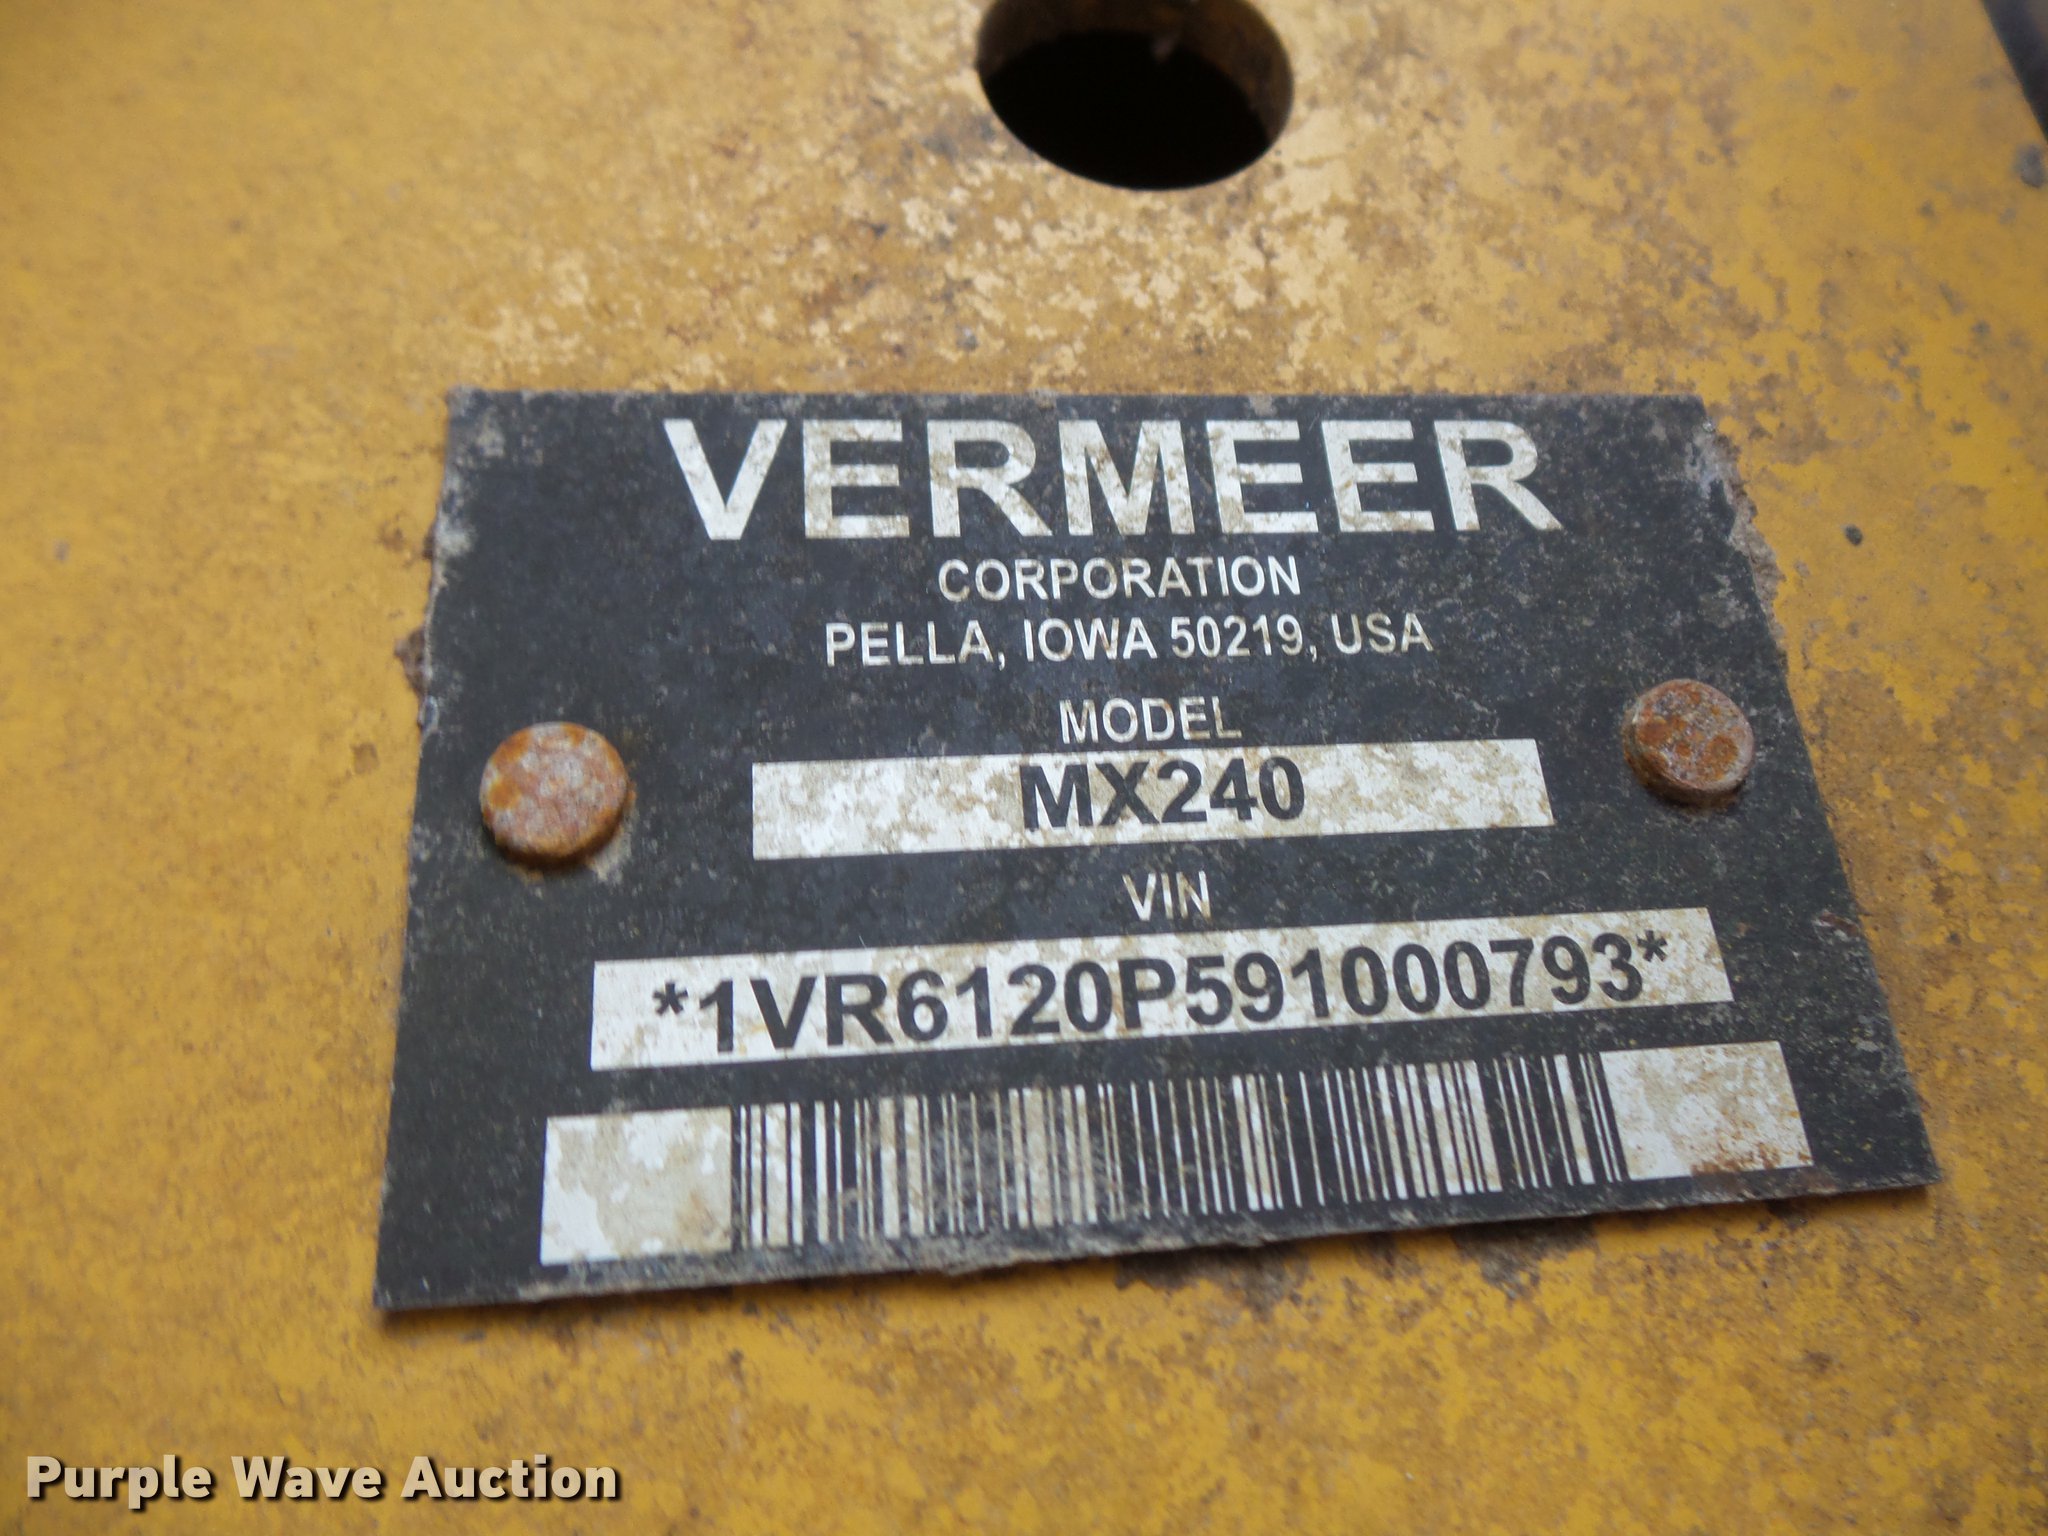 VERMEER
CORPORATION
PELLA, IOWA 50219, USA
MODEL
MX240
VIN
*1VR6120P591000793*
Purple Wave Auction